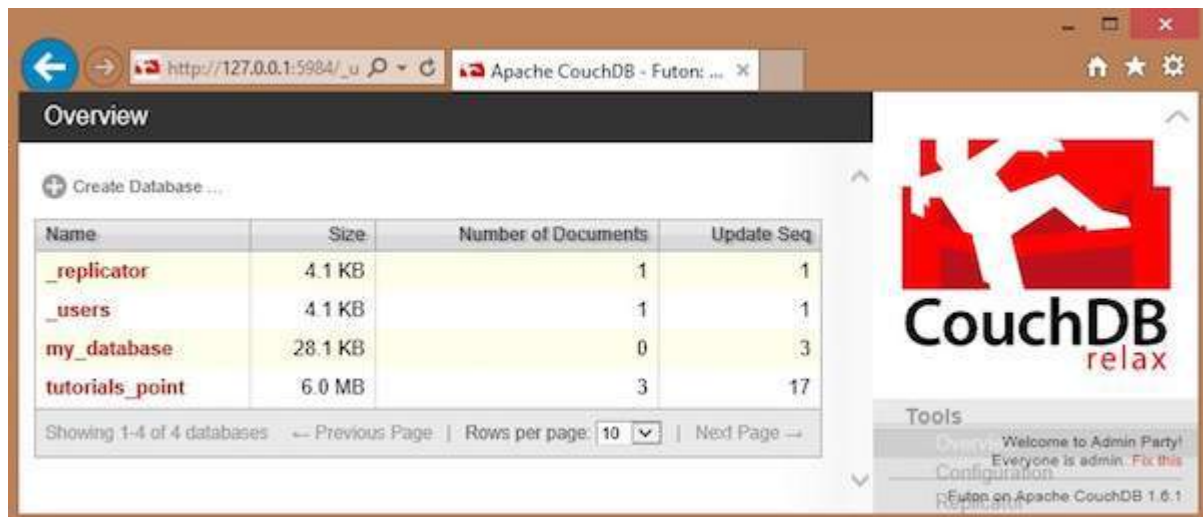 http://127.0.0.1:5984/_u
Apache CouchDB - Futon: ...
Overview
Create Database ...
Name Size Number of Documents Update Seq
_replicator 4.1 KB 1 1
_users 4.1 KB 1 1
my_database 28.1 KB 0 3
tutorials_point 6.0 MB 3 17
Showing 1-4 of 4 databases ← Previous Page | Rows per page: 10 | Next Page →
CouchDB
relax
Tools
Overview
Welcome to Admin Party!
Everyone is admin. Fix this
Configuration
Replicator
Futon on Apache CouchDB 1.6.1